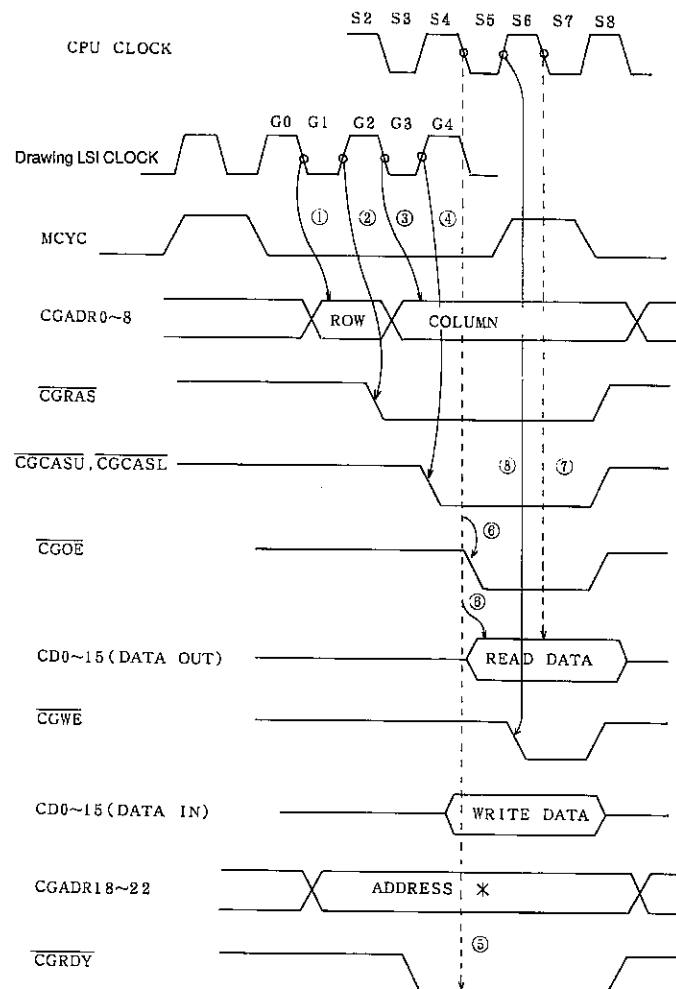 S2 S3 S4 S5 S6 S7 S8
CPU CLOCK
G0 G1 G2 G3 G4
Drawing LSI CLOCK
① ② ③ ④
MCYC
CGADR0~8
ROW COLUMN
CGRAS
CGCASU, CGCASL
⑧ ⑦
⑥
CGOE
⑥
CD0~15(DATA OUT)
READ DATA
CGWE
CD0~15(DATA IN)
WRITE DATA
CGADR18~22
ADDRESS *
⑤
CGRDY